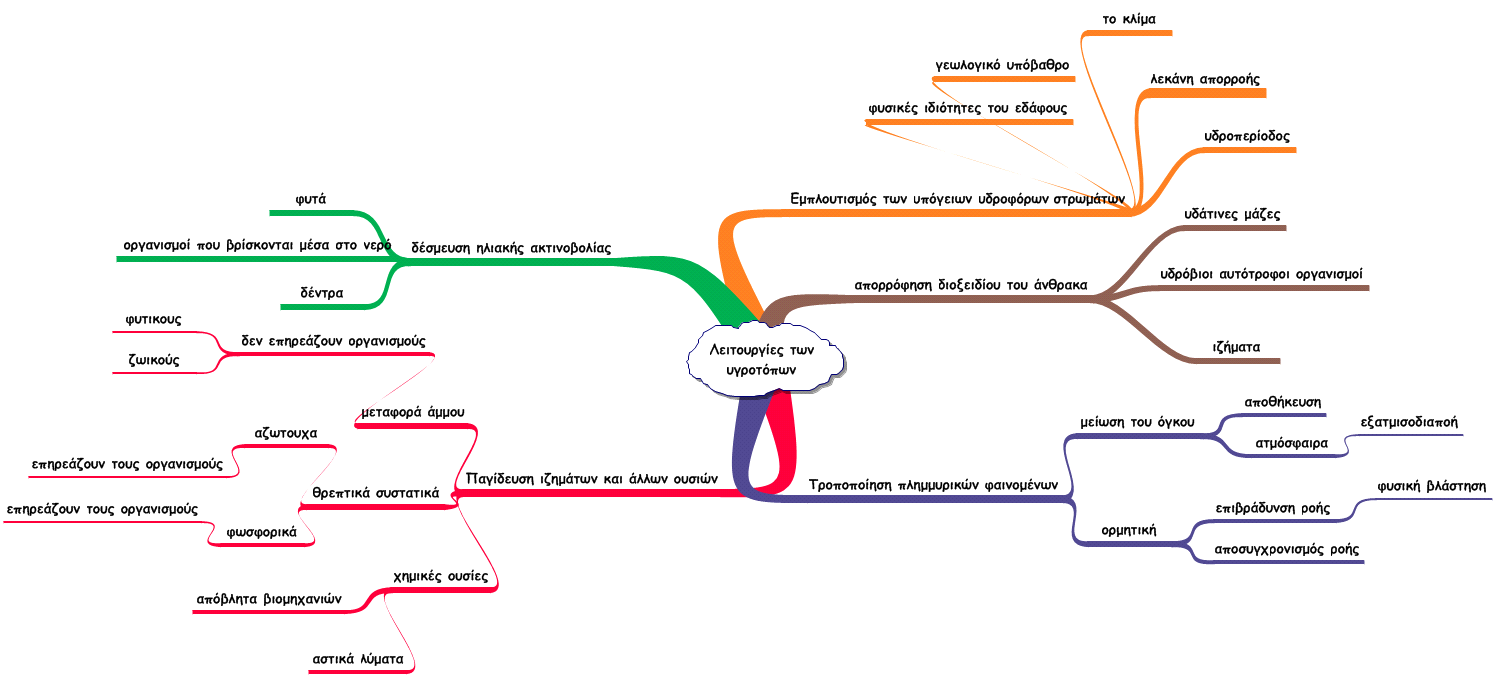 το κλίμα
γεωλογικό υπόβαθρο
λεκάνη απορροής
φυσικές ιδιότητες του εδάφους
υδροπερίοδος
Εμπλουτισμός των υπόγειων υδροφόρων στρωμάτων
υδάτινες μάζες
υδρόβιοι αυτότροφοι οργανισμοί
απορρόφηση διοξειδίου του άνθρακα
ιζήματα
φυτά
οργανισμοί που βρίσκονται μέσα στο νερό
δέσμευση ηλιακής ακτινοβολίας
δέντρα
Λειτουργίες των
υγροτόπων
φυτικους
δεν επηρεάζουν οργανισμούς
ζωικούς
μεταφορά άμμου
αζωτουχα
επηρεάζουν τους οργανισμούς
θρεπτικά συστατικά
Παγίδευση ιζημάτων και άλλων ουσιών
επηρεάζουν τους οργανισμούς
φωσφορικά
χημικές ουσίες
απόβλητα βιομηχανιών
αστικά λύματα
αποθήκευση
μείωση του όγκου
εξατμισοδιαποή
ατμόσφαιρα
Τροποποίηση πλημμυρικών φαινομένων
φυσική βλάστηση
επιβράδυνση ροής
ορμητική
αποσυγχρονισμός ροής